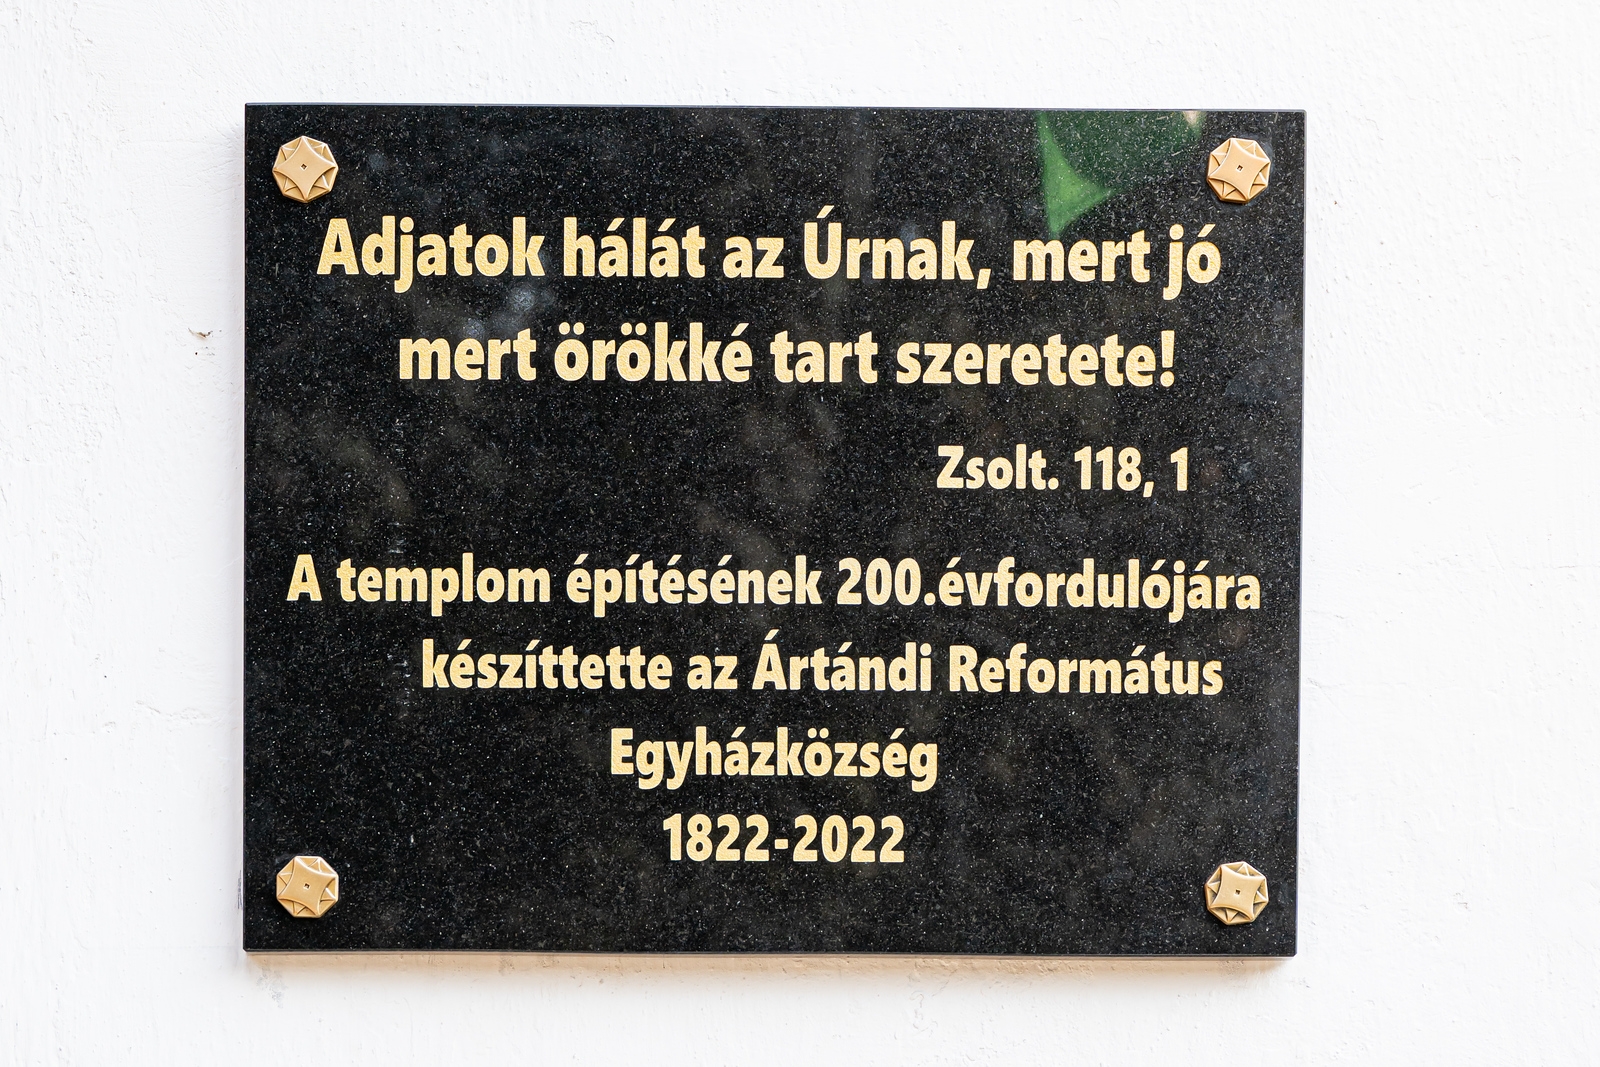 Adjatok hálát az Úrnak, mert jó
mert örökké tart szeretete!
Zsolt. 118, 1
A templom építésének 200.évfordulójára
készíttette az Ártándi Református
Egyházközség
1822-2022